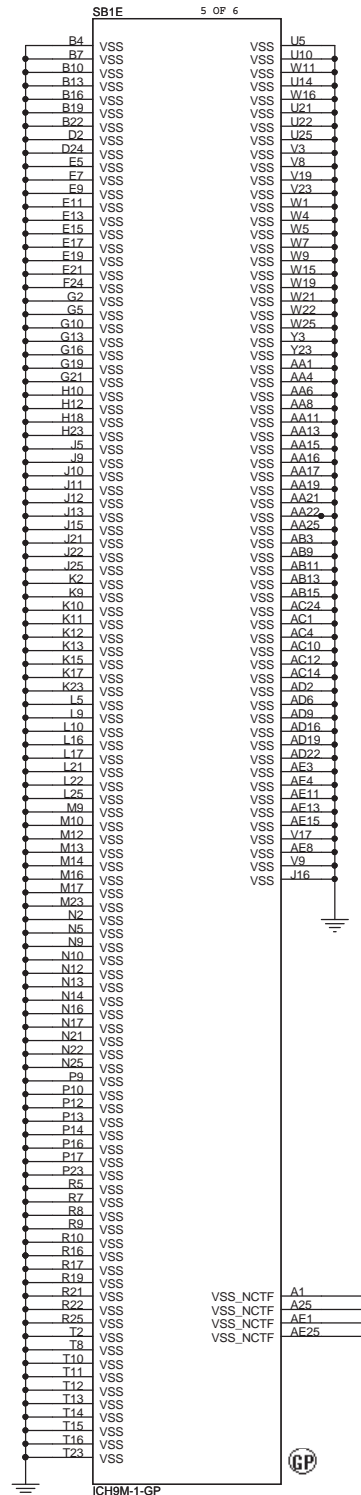 SB1E 5 OF 6
B4 VSS VSS U5
B7 VSS VSS U10
B10 VSS VSS W11
B13 VSS VSS U14
B16 VSS VSS W16
B19 VSS VSS U21
B22 VSS VSS U22
D2 VSS VSS U25
D24 VSS VSS V3
E5 VSS VSS V8
E7 VSS VSS V19
E9 VSS VSS V23
E11 VSS VSS W1
E13 VSS VSS W4
E15 VSS VSS W5
E17 VSS VSS W7
E19 VSS VSS W9
E21 VSS VSS W15
F24 VSS VSS W19
G2 VSS VSS W21
G5 VSS VSS W22
G10 VSS VSS W25
G13 VSS VSS Y3
G16 VSS VSS Y23
G19 VSS VSS AA1
G21 VSS VSS AA4
H10 VSS VSS AA6
H12 VSS VSS AA8
H18 VSS VSS AA11
H23 VSS VSS AA13
J5 VSS VSS AA15
J9 VSS VSS AA16
J10 VSS VSS AA17
J11 VSS VSS AA19
J12 VSS VSS AA21
J13 VSS VSS AA22
J15 VSS VSS AA25
J21 VSS VSS AB3
J22 VSS VSS AB9
J25 VSS VSS AB11
K2 VSS VSS AB13
K9 VSS VSS AB15
K10 VSS VSS AC24
K11 VSS VSS AC1
K12 VSS VSS AC4
K13 VSS VSS AC10
K15 VSS VSS AC12
K17 VSS VSS AC14
K23 VSS VSS AD2
L5 VSS VSS AD6
L9 VSS VSS AD9
L10 VSS VSS AD16
L16 VSS VSS AD19
L17 VSS VSS AD22
L21 VSS VSS AE3
L22 VSS VSS AE4
L25 VSS VSS AE11
M9 VSS VSS AE13
M10 VSS VSS AE15
M12 VSS VSS V17
M13 VSS VSS AE8
M14 VSS VSS V9
M16 VSS VSS J16
M17 VSS
M23 VSS
N2 VSS
N5 VSS
N9 VSS
N10 VSS
N12 VSS
N13 VSS
N14 VSS
N16 VSS
N17 VSS
N21 VSS
N22 VSS
N25 VSS
P9 VSS
P10 VSS
P12 VSS
P13 VSS
P14 VSS
P16 VSS
P17 VSS
P23 VSS
R5 VSS
R7 VSS
R8 VSS
R9 VSS
R10 VSS
R16 VSS
R17 VSS
R19 VSS
R21 VSS VSS_NCTF A1
R22 VSS VSS_NCTF A25
R25 VSS VSS_NCTF AE1
T2 VSS VSS_NCTF AE25
T8 VSS
T10 VSS
T11 VSS
T12 VSS
T13 VSS
T14 VSS
T15 VSS
T16 VSS
T23 VSS
GP
ICH9M-1-GP